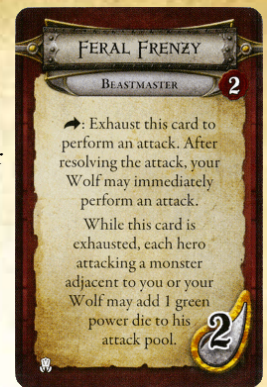 FERAL FRENZY
BEASTMASTER
2
: Exhaust this card to
perform an attack. After
resolving the attack, your
Wolf may immediately
perform an attack.
While this card is
exhausted, each hero
attacking a monster
adjacent to you or your
Wolf may add 1 green
power die to his
attack pool.
2